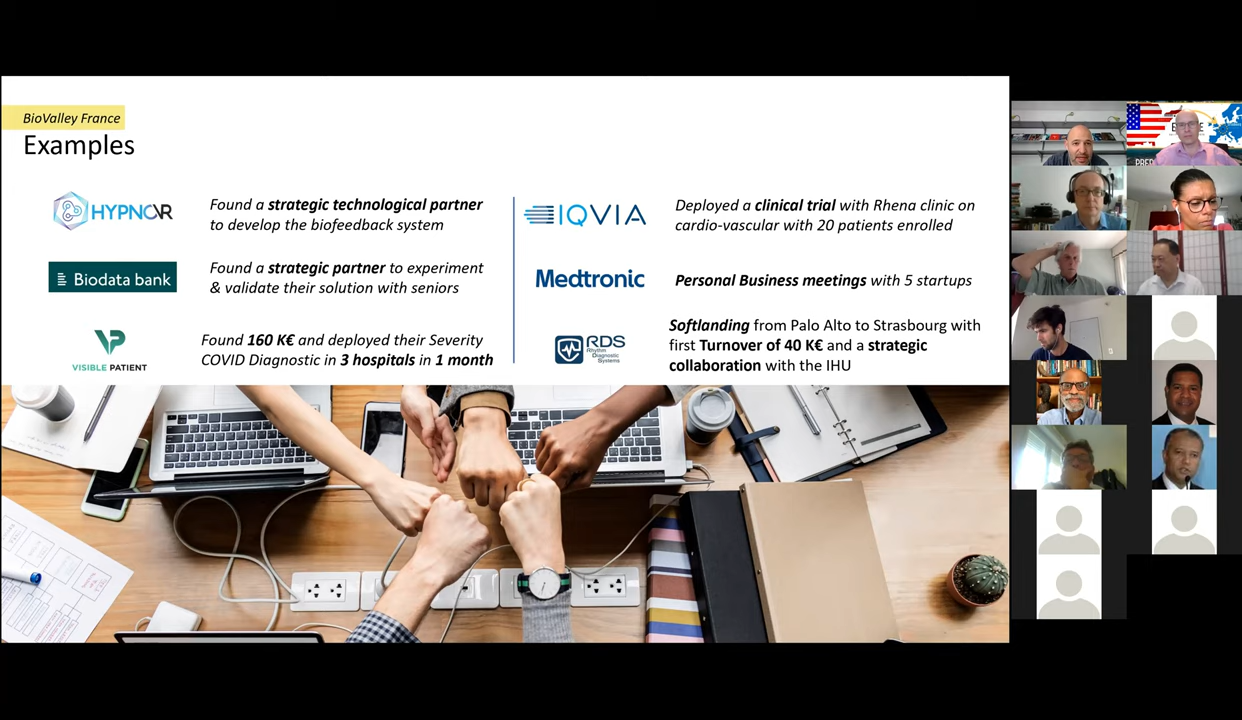 BioValley France
Examples
HYPNOVR
Found a strategic technological partner
to develop the biofeedback system
Biodata bank
Found a strategic partner to experiment
& validate their solution with seniors
VISIBLE PATIENT
Found 160 K€ and deployed their Severity
COVID Diagnostic in 3 hospitals in 1 month
IQVIA
Deployed a clinical trial with Rhena clinic on
cardio-vascular with 20 patients enrolled
Medtronic
Personal Business meetings with 5 startups
RDS
Rhythm
Diagnostic
Systems
Softlanding from Palo Alto to Strasbourg with
first Turnover of 40 K€ and a strategic
collaboration with the IHU